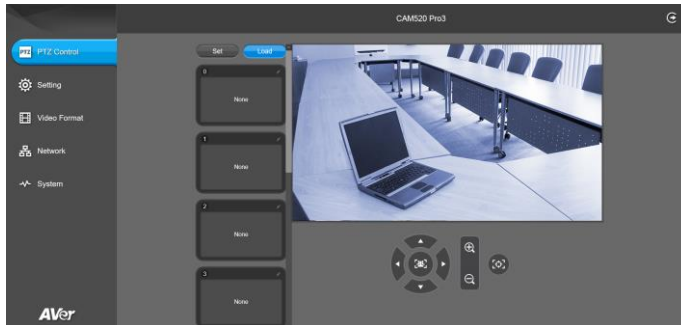 CAM520 Pro3
PTZ PTZ Control
Setting
Video Format
Network
System
AVer
Set Load
0
None
1
None
2
None
3
None